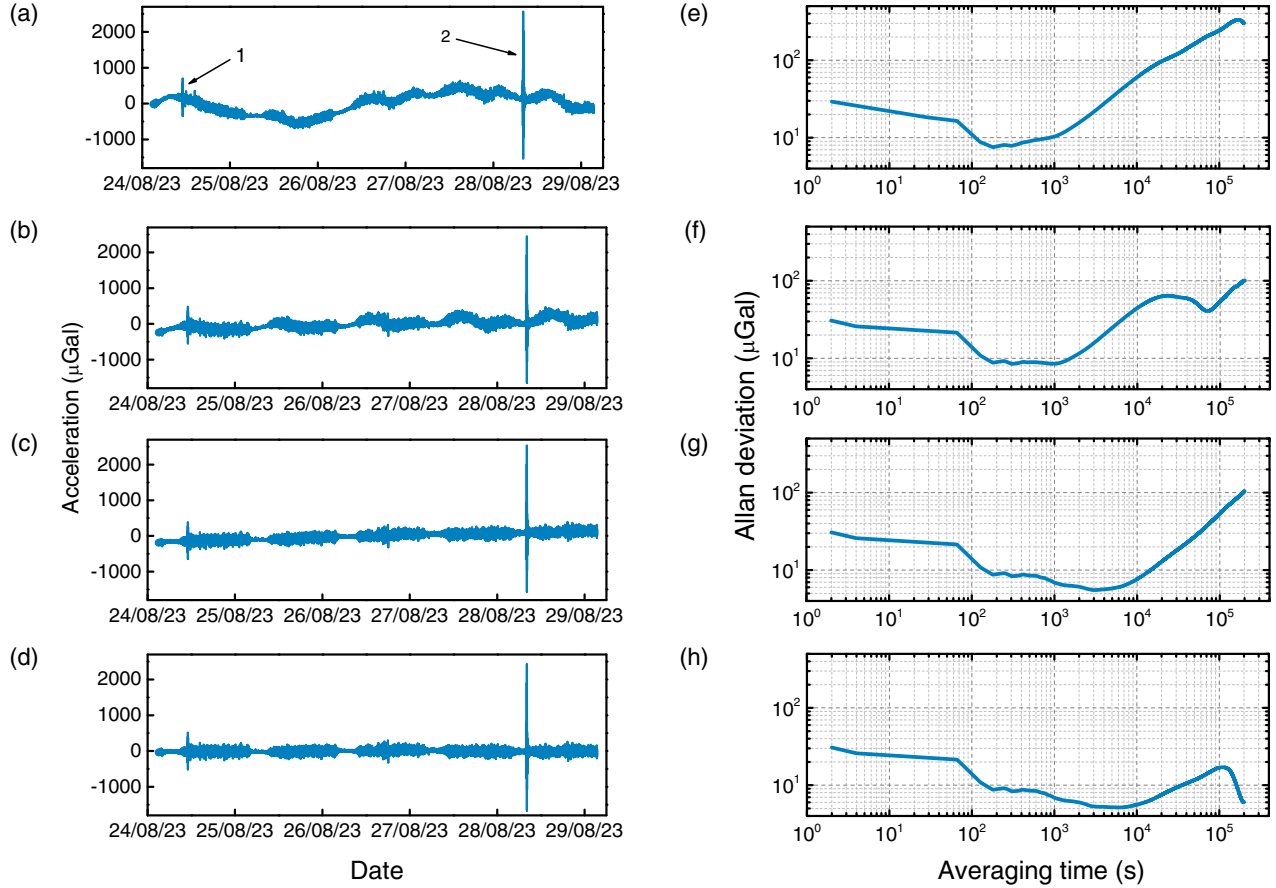 (a)
2000
1000
0
-1000
1
2
24/08/23 25/08/23 26/08/23 27/08/23 28/08/23 29/08/23
(b)
2000
1000
0
-1000
24/08/23 25/08/23 26/08/23 27/08/23 28/08/23 29/08/23
(c)
2000
1000
0
-1000
24/08/23 25/08/23 26/08/23 27/08/23 28/08/23 29/08/23
(d)
2000
1000
0
-1000
24/08/23 25/08/23 26/08/23 27/08/23 28/08/23 29/08/23
Acceleration (μGal)
Date
(e)
10²
10¹
10⁰ 10¹ 10² 10³ 10⁴ 10⁵
(f)
10²
10¹
10⁰ 10¹ 10² 10³ 10⁴ 10⁵
(g)
10²
10¹
10⁰ 10¹ 10² 10³ 10⁴ 10⁵
(h)
10²
10¹
10⁰ 10¹ 10² 10³ 10⁴ 10⁵
Allan deviation (μGal)
Averaging time (s)